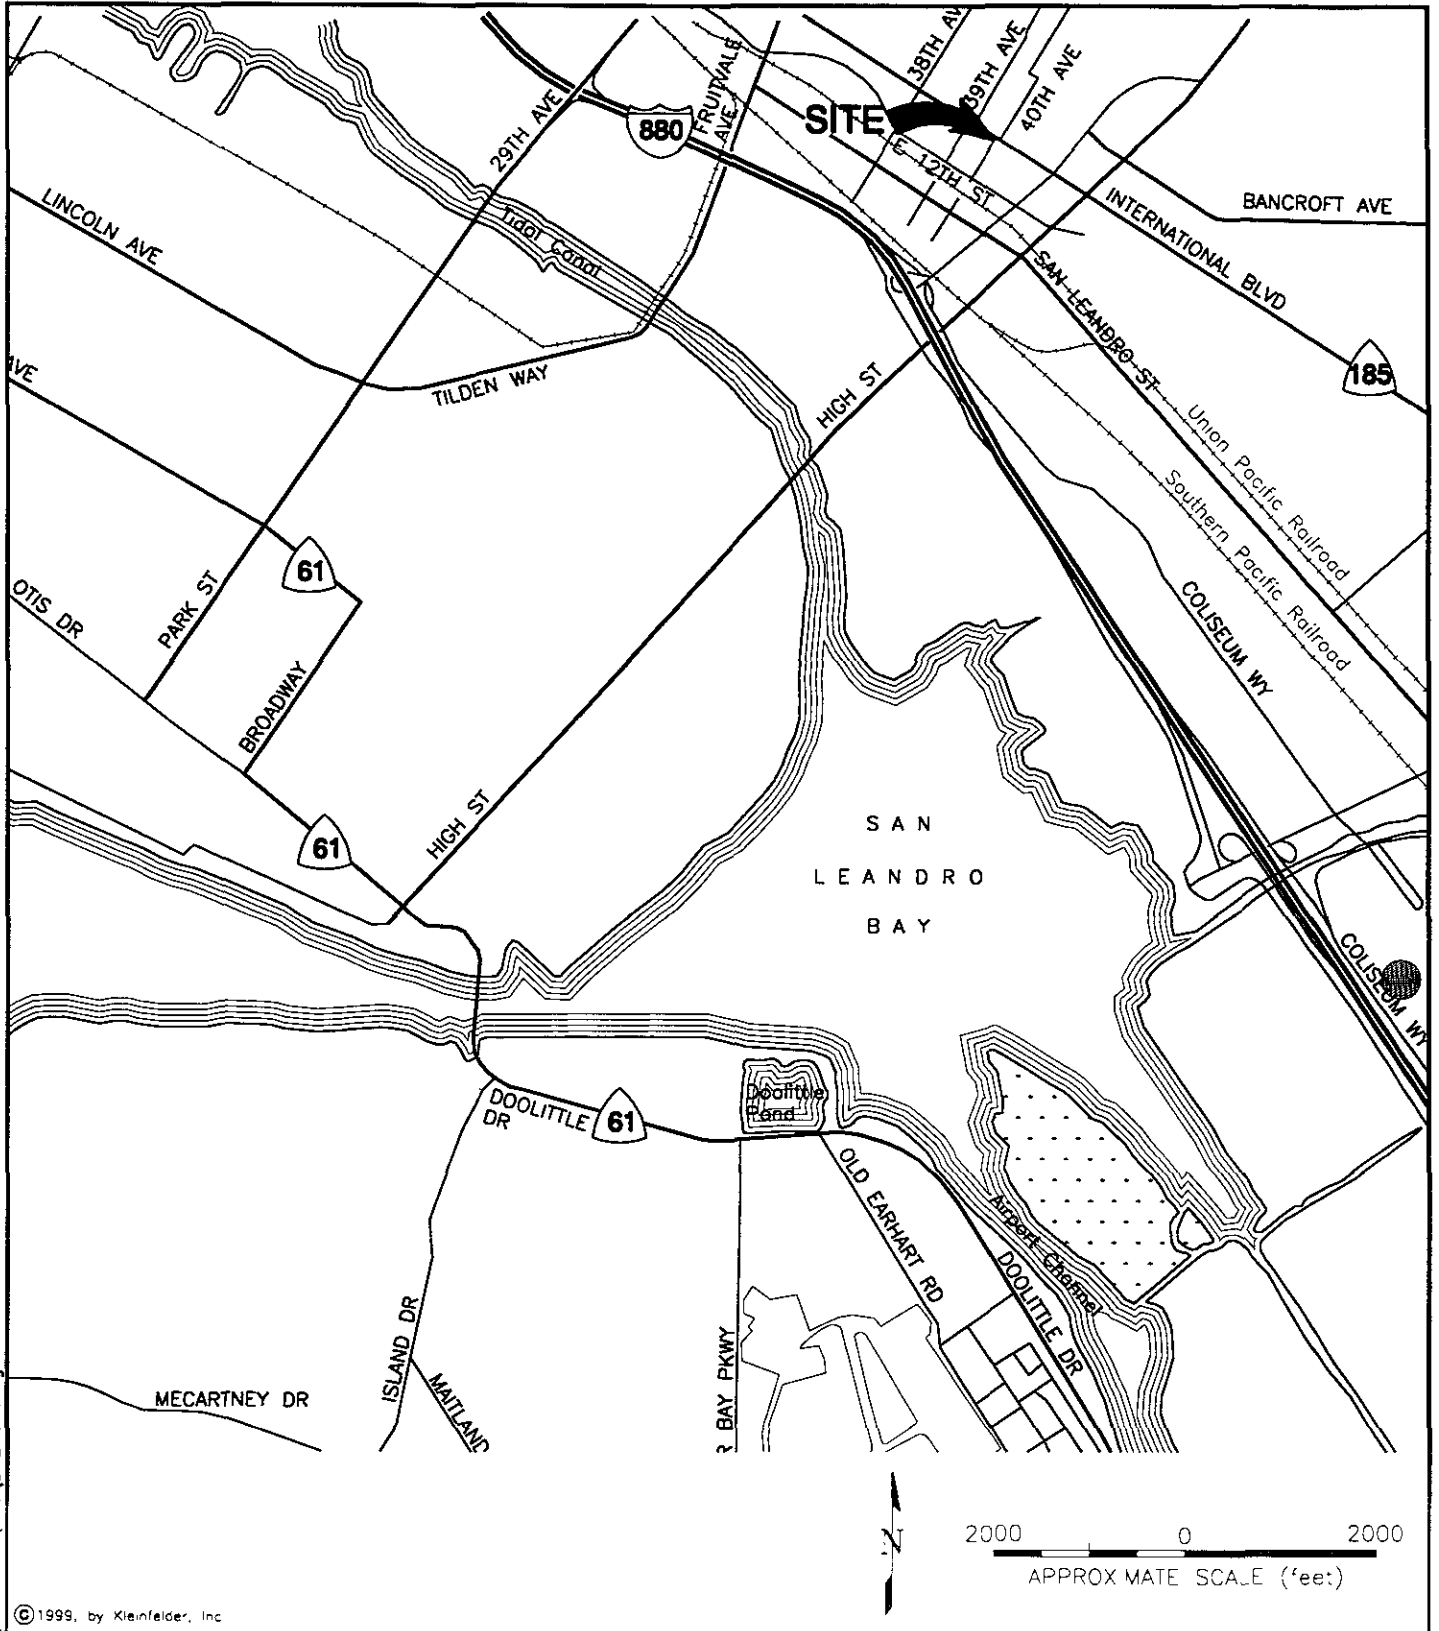 38TH AV
39TH AVE
40TH AVE
FRUITVALE
AVE
SITE
880
29TH AVE
E 12TH ST
BANCROFT AVE
INTERNATIONAL BLVD
LINCOLN AVE
Tidal Canal
SAN LEANDRO ST
185
AVE
TILDEN WAY
HIGH ST
Union Pacific Railroad
Southern Pacific Railroad
61
OTIS DR
PARK ST
COLISEUM WY
BROADWAY
HIGH ST
61
SAN
LEANDRO
BAY
COLISEUM WY
Doolittle
Pond
DOOLITTLE
DR
61
OLD EARHART RD
Airport Channel
DOOLITTLE DR
ISLAND DR
MAITLAND
R BAY PKWY
MECARTNEY DR
N
2000 0 2000
APPROX MATE SCALE (feet)
©1999, by Kleinfelder, Inc